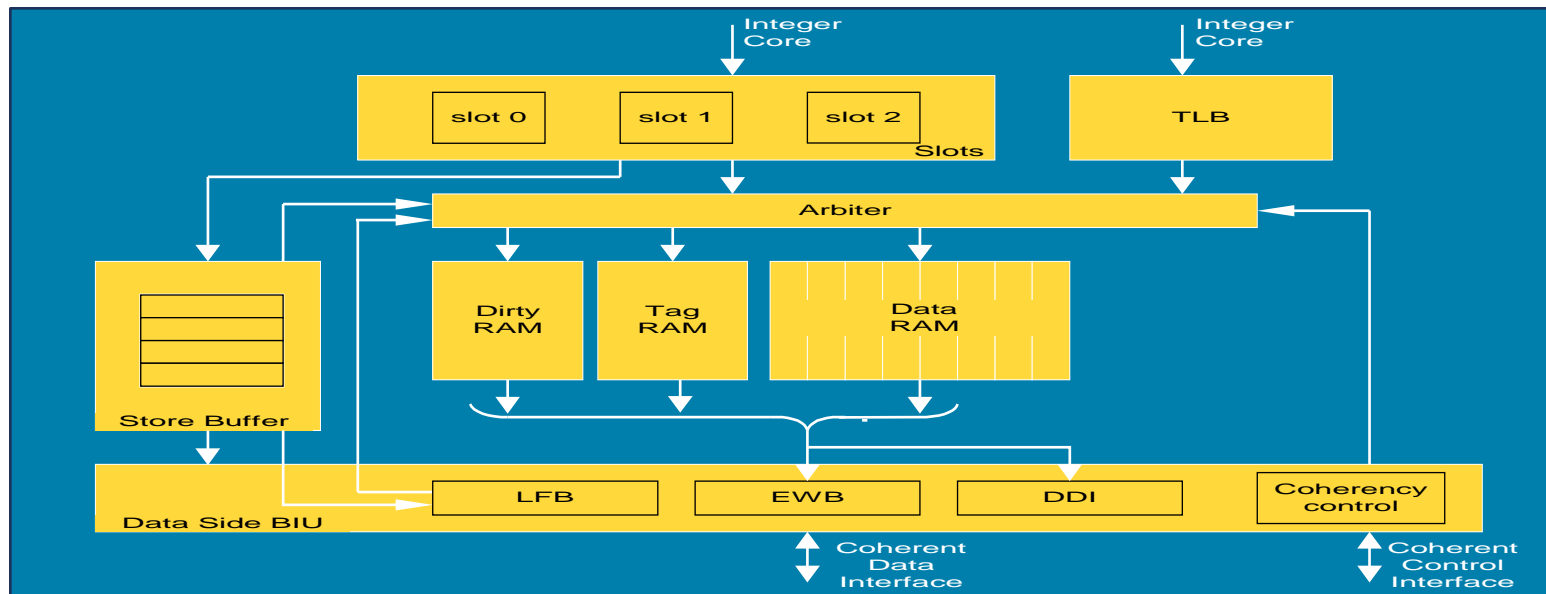 Integer
Core
Integer
Core
slot 0
slot 1
slot 2
Slots
TLB
Arbiter
Dirty
RAM
Tag
RAM
Data
RAM
Store Buffer
LFB
EWB
DDI
Coherency
control
Data Side BIU
Coherent
Data
Interface
Coherent
Control
Interface